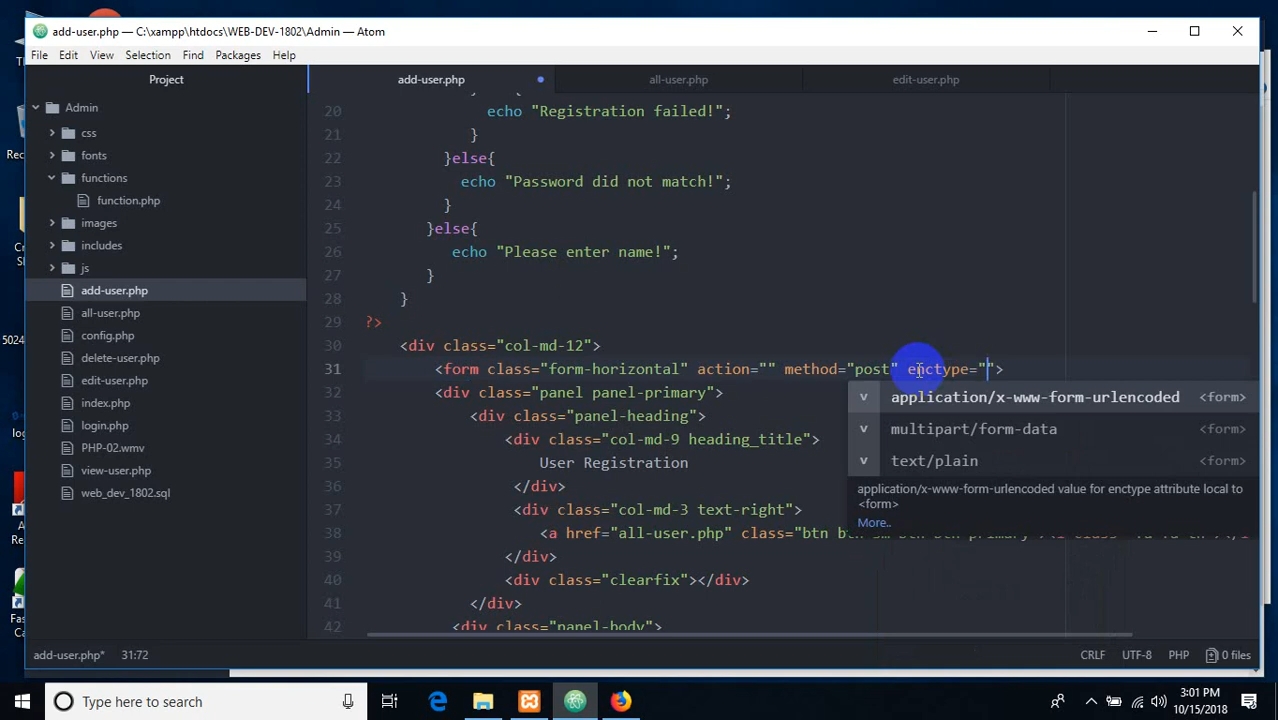 add-user.php — C:\xampp\htdocs\WEB-DEV-1802\Admin — Atom
File Edit View Selection Find Packages Help
Project
add-user.php
all-user.php
edit-user.php
Admin
css
fonts
functions
function.php
images
includes
js
add-user.php
all-user.php
config.php
delete-user.php
edit-user.php
index.php
login.php
PHP-02.wmv
view-user.php
web_dev_1802.sql
20 echo "Registration failed!";
21 }
22 }else{
23 echo "Password did not match!";
24 }
25 }else{
26 echo "Please enter name!";
27 }
28 }
29 ?>
30 <div class="col-md-12">
31 <form class="form-horizontal" action="" method="post" enctype="">
32 <div class="panel panel-primary">
33 <div class="panel-heading">
34 <div class="col-md-9 heading_title">
35 User Registration
36 </div>
37 <div class="col-md-3 text-right">
38 <a href="all-user.php" class="btn
39 </div>
40 <div class="clearfix"></div>
41 </div>
42 <div class="panel-body">
v application/x-www-form-urlencoded <form>
v multipart/form-data <form>
v text/plain <form>
application/x-www-form-urlencoded value for enctype attribute local to
<form>
More..
add-user.php* 31:72
CRLF UTF-8 PHP 0 files
Type here to search
3:01 PM
10/15/2018